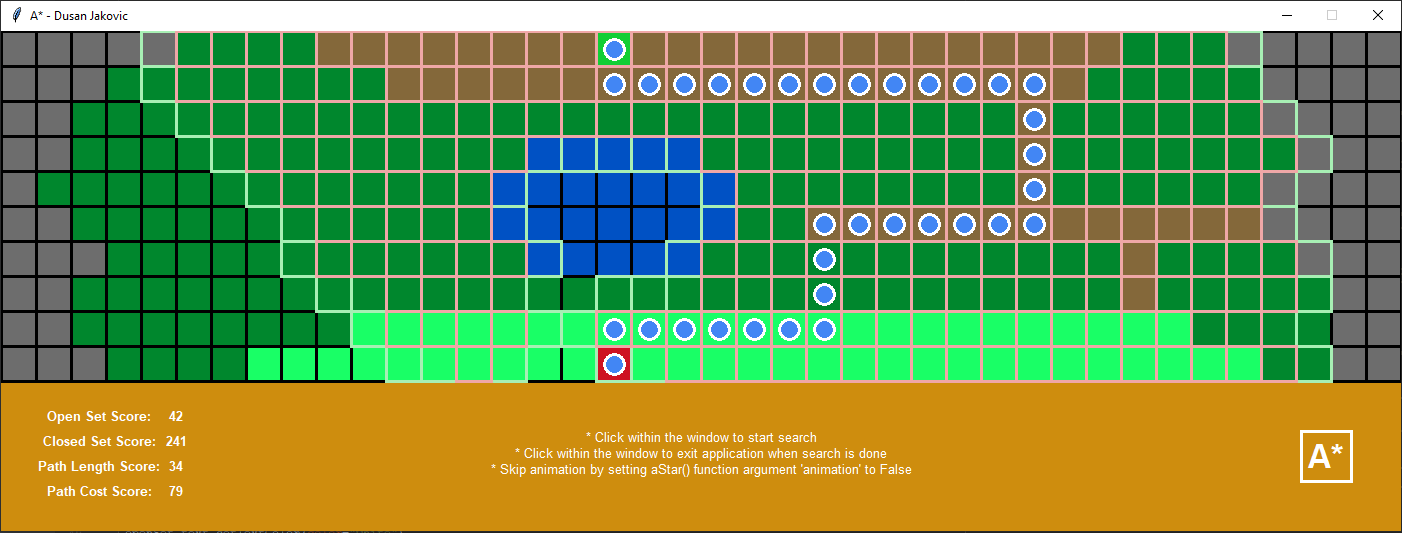 A* - Dusan Jakovic
Open Set Score: 42
Closed Set Score: 241
Path Length Score: 34
Path Cost Score: 79
* Click within the window to start search
* Click within the window to exit application when search is done
* Skip animation by setting aStar() function argument 'animation' to False
A*